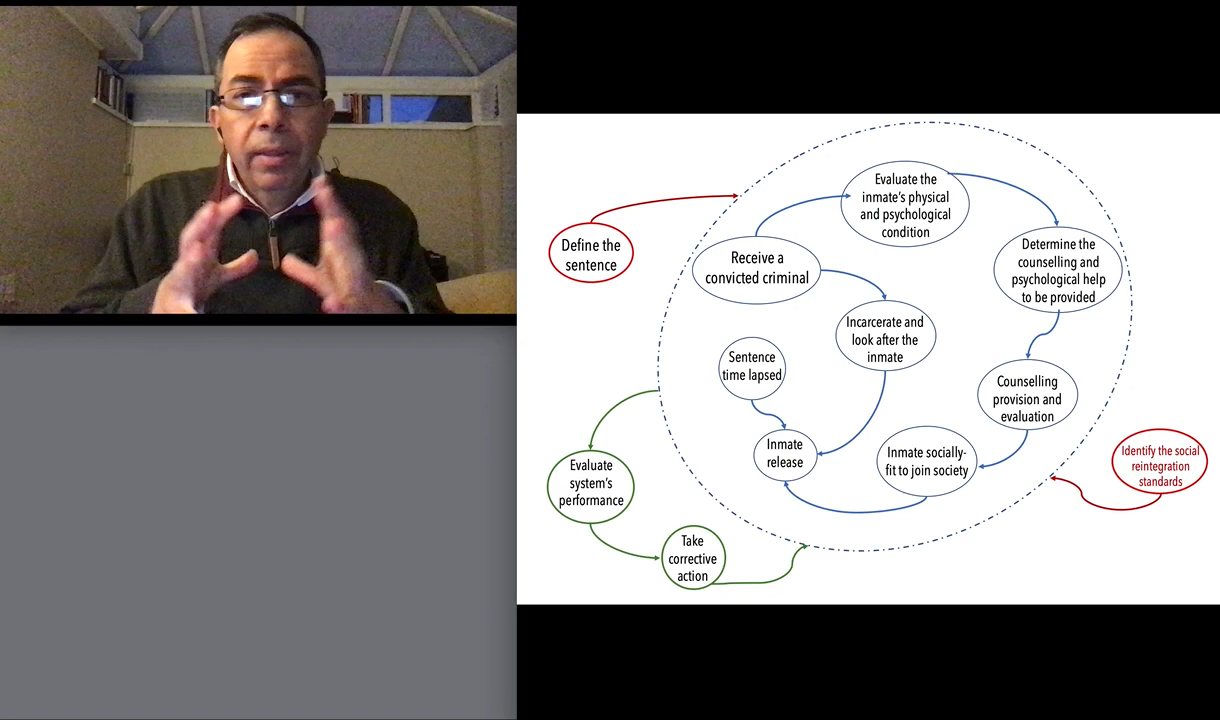 Define the
sentence
Receive a
convicted criminal
Evaluate the
inmate's physical
and psychological
condition
Determine the
counselling and
psychological help
to be provided
Incarcerate and
look after the
inmate
Sentence
time lapsed
Counselling
provision and
evaluation
Inmate
release
Inmate socially-
fit to join society
Identify the social
reintegration
standards
Evaluate
system's
performance
Take
corrective
action